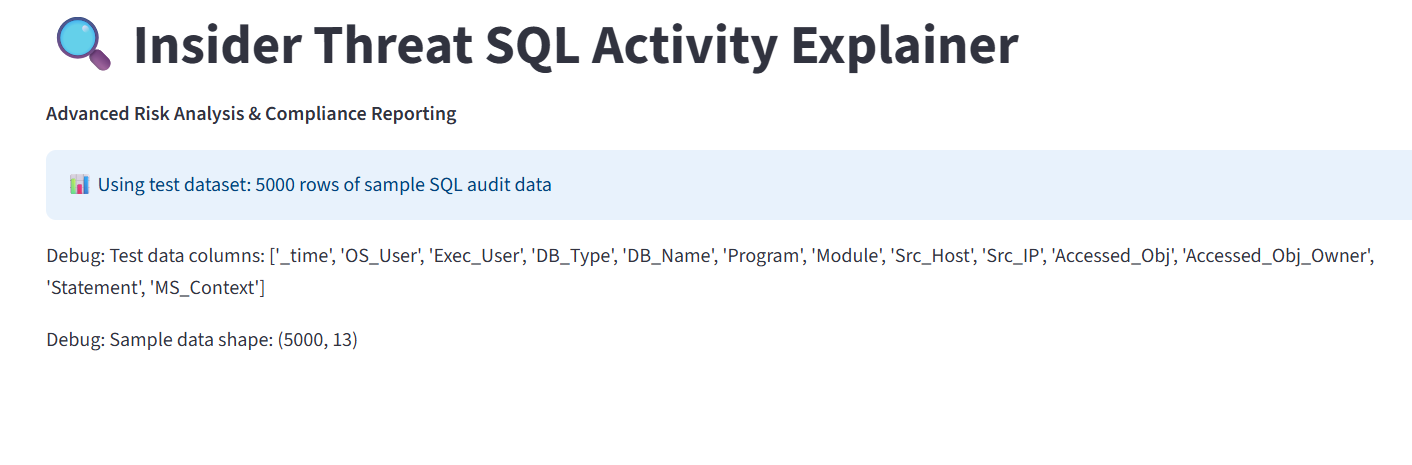 Insider Threat SQL Activity Explainer
Advanced Risk Analysis & Compliance Reporting
Using test dataset: 5000 rows of sample SQL audit data
Debug: Test data columns: ['_time', 'OS_User', 'Exec_User', 'DB_Type', 'DB_Name', 'Program', 'Module', 'Src_Host', 'Src_IP', 'Accessed_Obj', 'Accessed_Obj_Owner',
'Statement', 'MS_Context']
Debug: Sample data shape: (5000, 13)